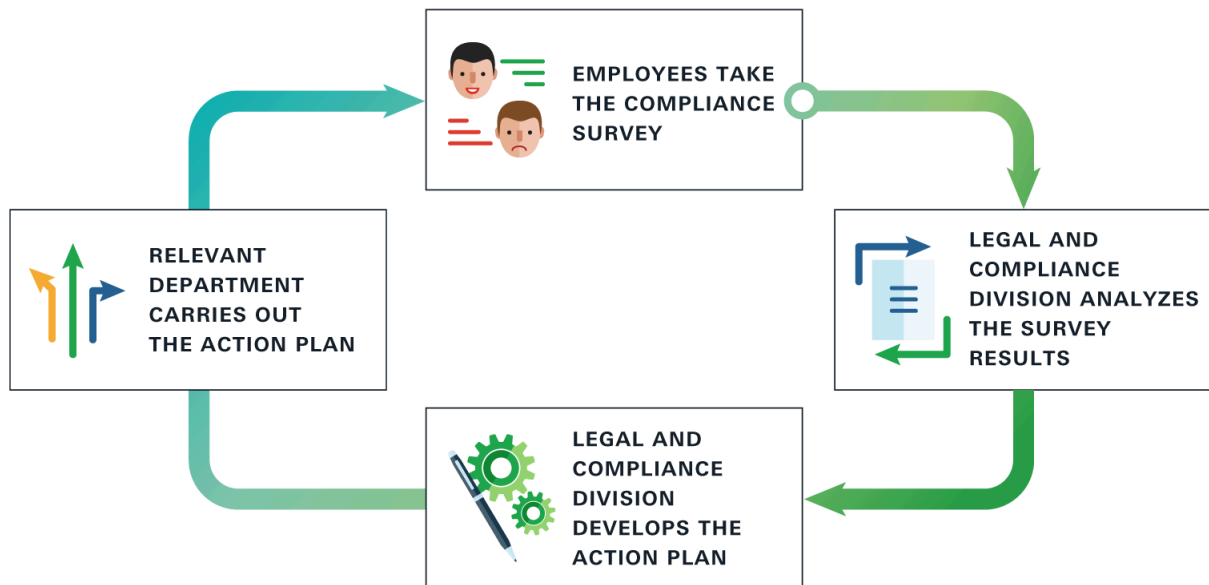 EMPLOYEES TAKE
THE COMPLIANCE
SURVEY
LEGAL AND
COMPLIANCE
DIVISION ANALYZES
THE SURVEY
RESULTS
LEGAL AND
COMPLIANCE
DIVISION
DEVELOPS THE
ACTION PLAN
RELEVANT
DEPARTMENT
CARRIES OUT
THE ACTION PLAN